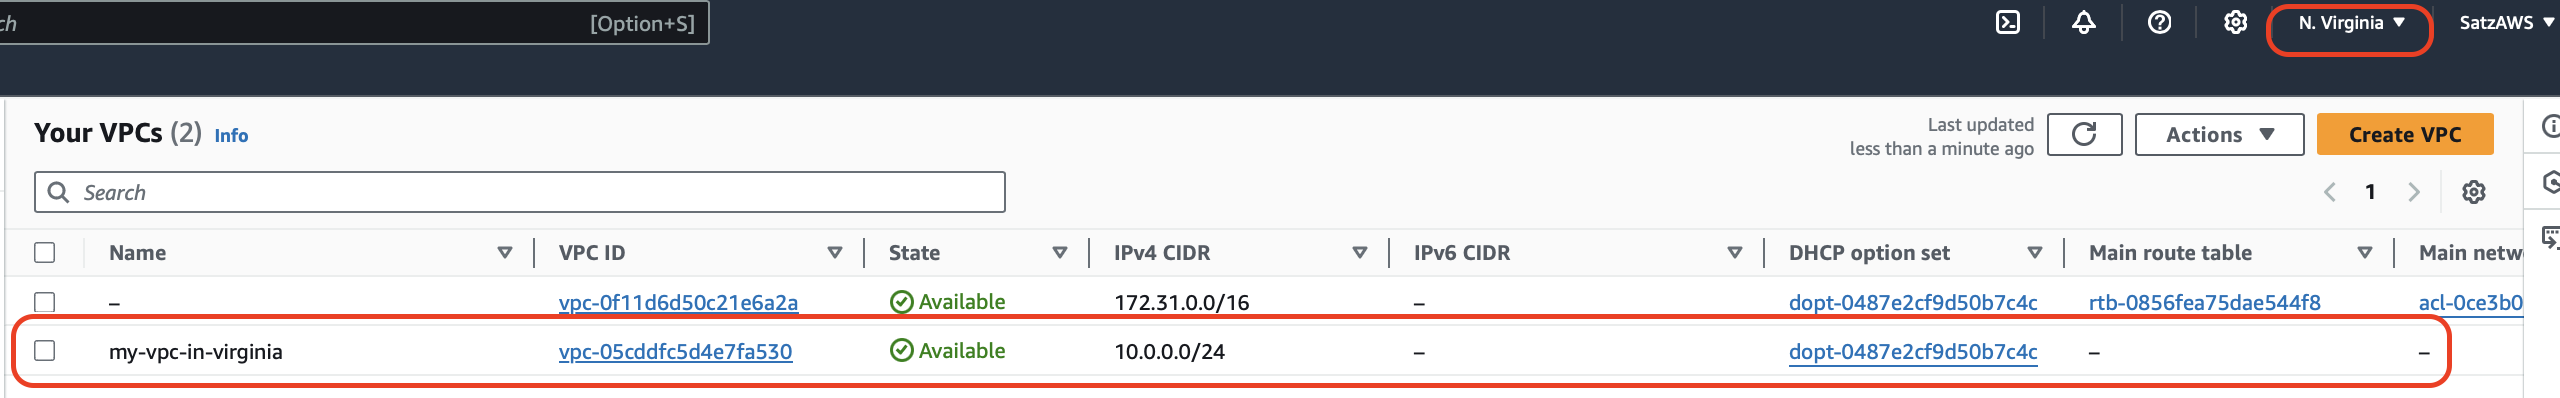 ch [Option+S] N. Virginia ▼ SatzAWS ▼
Your VPCs (2) Info
Last updated
less than a minute ago
Actions ▼
Create VPC
Search
1
Name VPC ID State IPv4 CIDR IPv6 CIDR DHCP option set Main route table Main netw
– vpc-0f11d6d50c21e6a2a Available 172.31.0.0/16 – dopt-0487e2cf9d50b7c4c rtb-0856fea75dae544f8 acl-0ce3b0
my-vpc-in-virginia vpc-05cddfc5d4e7fa530 Available 10.0.0.0/24 – dopt-0487e2cf9d50b7c4c – –